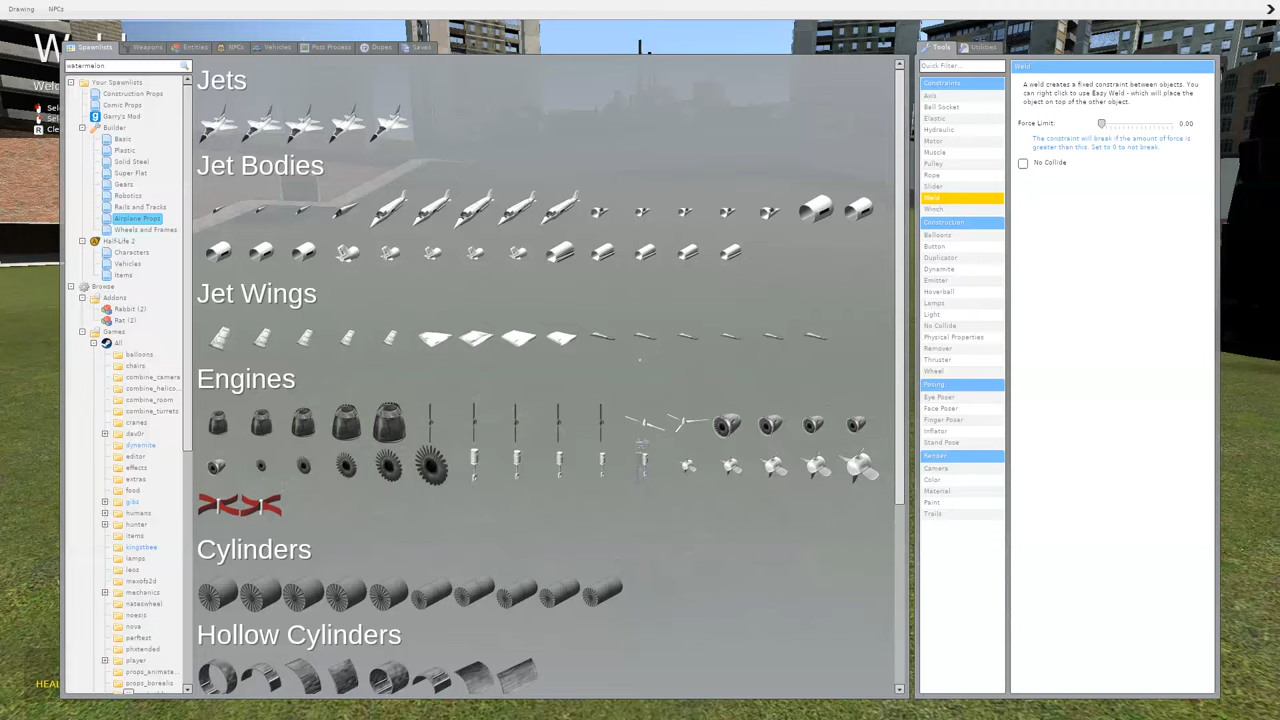 Drawing
NPCs
Spawnlists
Weapons
Entities
NPCs
Vehicles
Post Process
Dupes
Saves
Tools
Utilities
watermelon
Your Spawnlists
Construction Props
Comic Props
Garry's Mod
Builder
Basic
Plastic
Solid Steel
Super Flat
Gears
Robotics
Rails and Tracks
Airplane Props
Wheels and Frames
Half-Life 2
Characters
Vehicles
Items
Browse
Addons
Rabbit (2)
Rat (2)
Games
All
balloons
chairs
combine_camera
combine_helico...
combine_room
combine_turrets
cranes
dav0r
dynamite
editor
effects
extras
food
gibs
humans
hunter
items
kingstbee
lamps
leos
maxofs2d
mechanics
nateswheel
noesis
nova
perftest
phxtended
player
props_animate...
props_borealis
Jets
Jet Bodies
Jet Wings
Engines
Cylinders
Hollow Cylinders
Quick Filter...
Constraints
Axis
Ball Socket
Elastic
Hydraulic
Motor
Muscle
Pulley
Rope
Slider
Weld
Winch
Construction
Balloons
Button
Duplicator
Dynamite
Emitter
Hoverball
Lamps
Light
No Collide
Physical Properties
Remover
Thruster
Wheel
Posing
Eye Poser
Face Poser
Finger Poser
Inflator
Stand Pose
Render
Camera
Color
Material
Paint
Trails
Weld
A weld creates a fixed constraint between objects. You
can right click to use Easy Weld - which will place the
object on top of the other object.
Force Limit:
0.00
The constraint will break if the amount of force is
greater than this. Set to 0 to not break.
No Collide